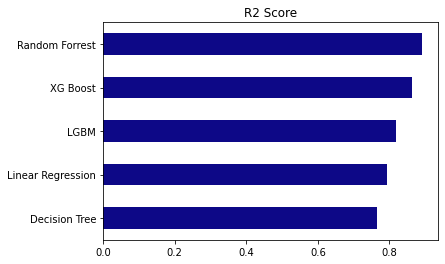 R2 Score
Random Forrest
XG Boost
LGBM
Linear Regression
Decision Tree
0.0 0.2 0.4 0.6 0.8